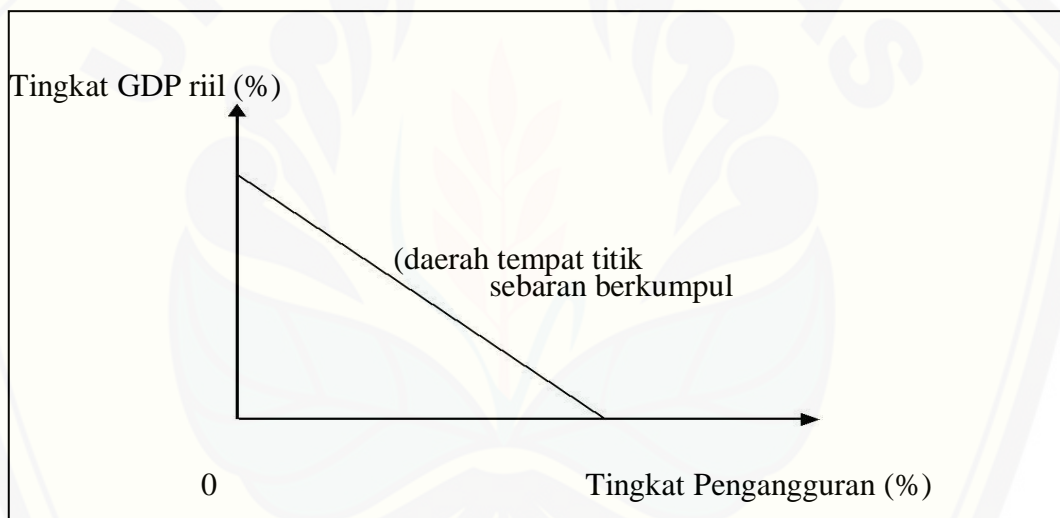 Tingkat GDP riil (%)
(daerah tempat titik
sebaran berkumpul
0
Tingkat Pengangguran (%)